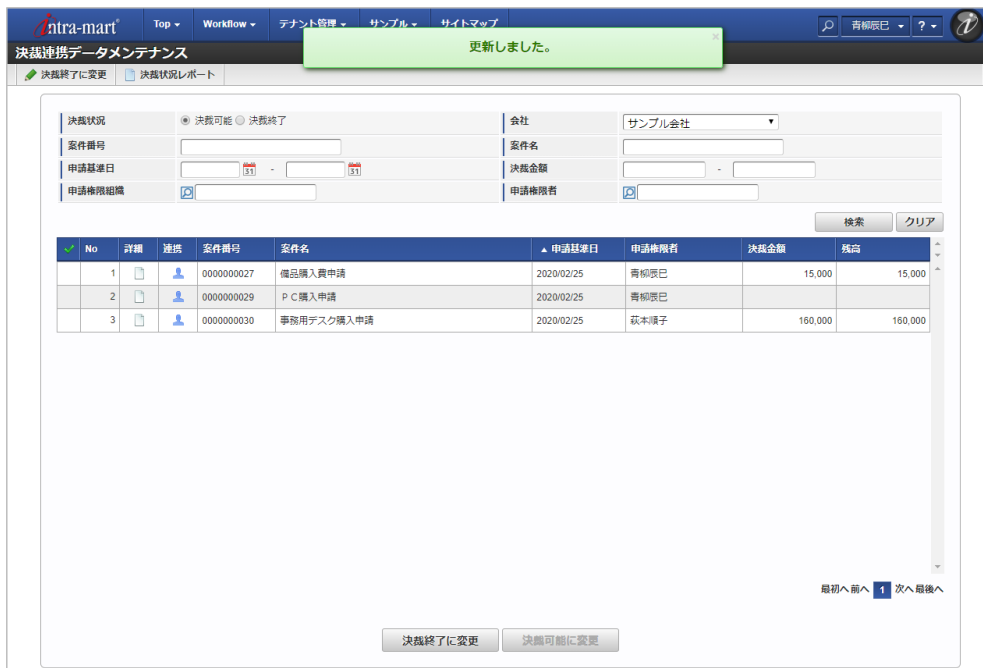 intra-mart® Top Workflow テナント管理 サンプル サイトマップ 青柳辰巳 ?
更新しました。 ×
決裁連携データメンテナンス
決裁終了に変更 決裁状況レポート
決裁状況 決裁可能 決裁終了 会社 サンプル会社
案件番号 案件名
申請基準日 31 - 31 決裁金額 -
申請権限組織 申請権限者
検索 クリア
No 詳細 連携 案件番号 案件名 ▲ 申請基準日 申請権限者 決裁金額 残高
1 0000000027 備品購入費申請 2020/02/25 青柳辰巳 15,000 15,000
2 0000000029 ＰＣ購入申請 2020/02/25 青柳辰巳
3 0000000030 事務用デスク購入申請 2020/02/25 萩本順子 160,000 160,000
最初へ 前へ 1 次へ 最後へ
決裁終了に変更 決裁可能に変更